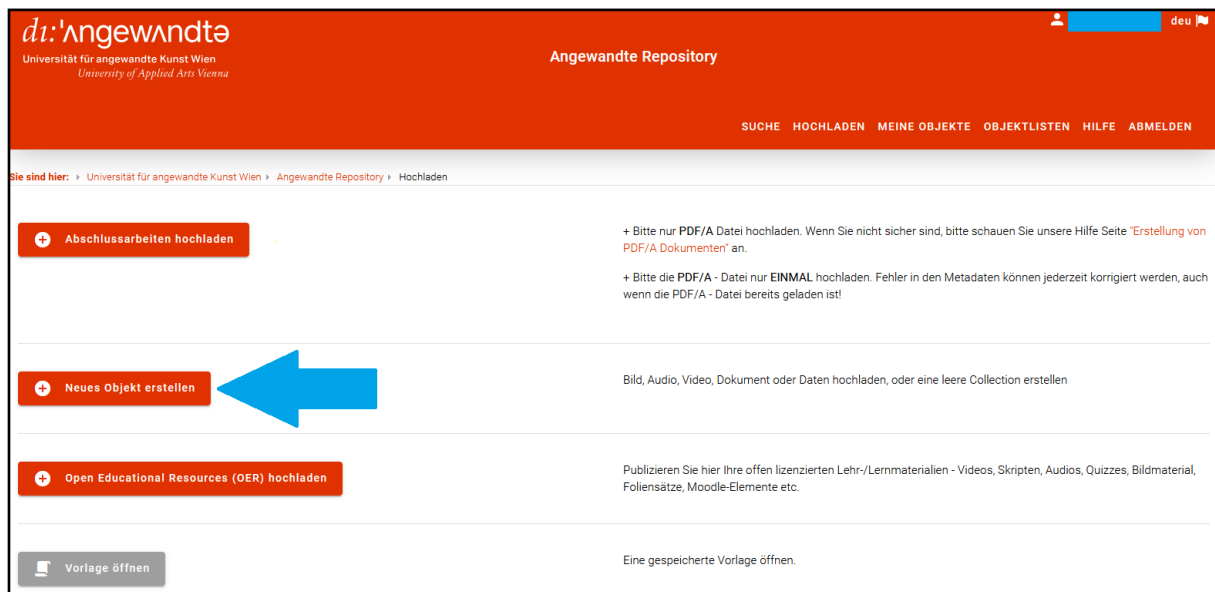 dɪ:'ʌngewʌndtə
Universität für angewandte Kunst Wien
University of Applied Arts Vienna
deu
Angewandte Repository
SUCHE HOCHLADEN MEINE OBJEKTE OBJEKTLISTEN HILFE ABMELDEN
Sie sind hier: Universität für angewandte Kunst Wien Angewandte Repository Hochladen
Abschlussarbeiten hochladen
+ Bitte nur PDF/A Datei hochladen. Wenn Sie nicht sicher sind, bitte schauen Sie unsere Hilfe Seite "Erstellung von
PDF/A Dokumenten" an.
+ Bitte die PDF/A - Datei nur EINMAL hochladen. Fehler in den Metadaten können jederzeit korrigiert werden, auch
wenn die PDF/A - Datei bereits geladen ist!
Neues Objekt erstellen
Bild, Audio, Video, Dokument oder Daten hochladen, oder eine leere Collection erstellen
Open Educational Resources (OER) hochladen
Publizieren Sie hier Ihre offen lizenzierten Lehr-/Lernmaterialien - Videos, Skripten, Audios, Quizzes, Bildmaterial,
Foliensätze, Moodle-Elemente etc.
Vorlage öffnen
Eine gespeicherte Vorlage öffnen.